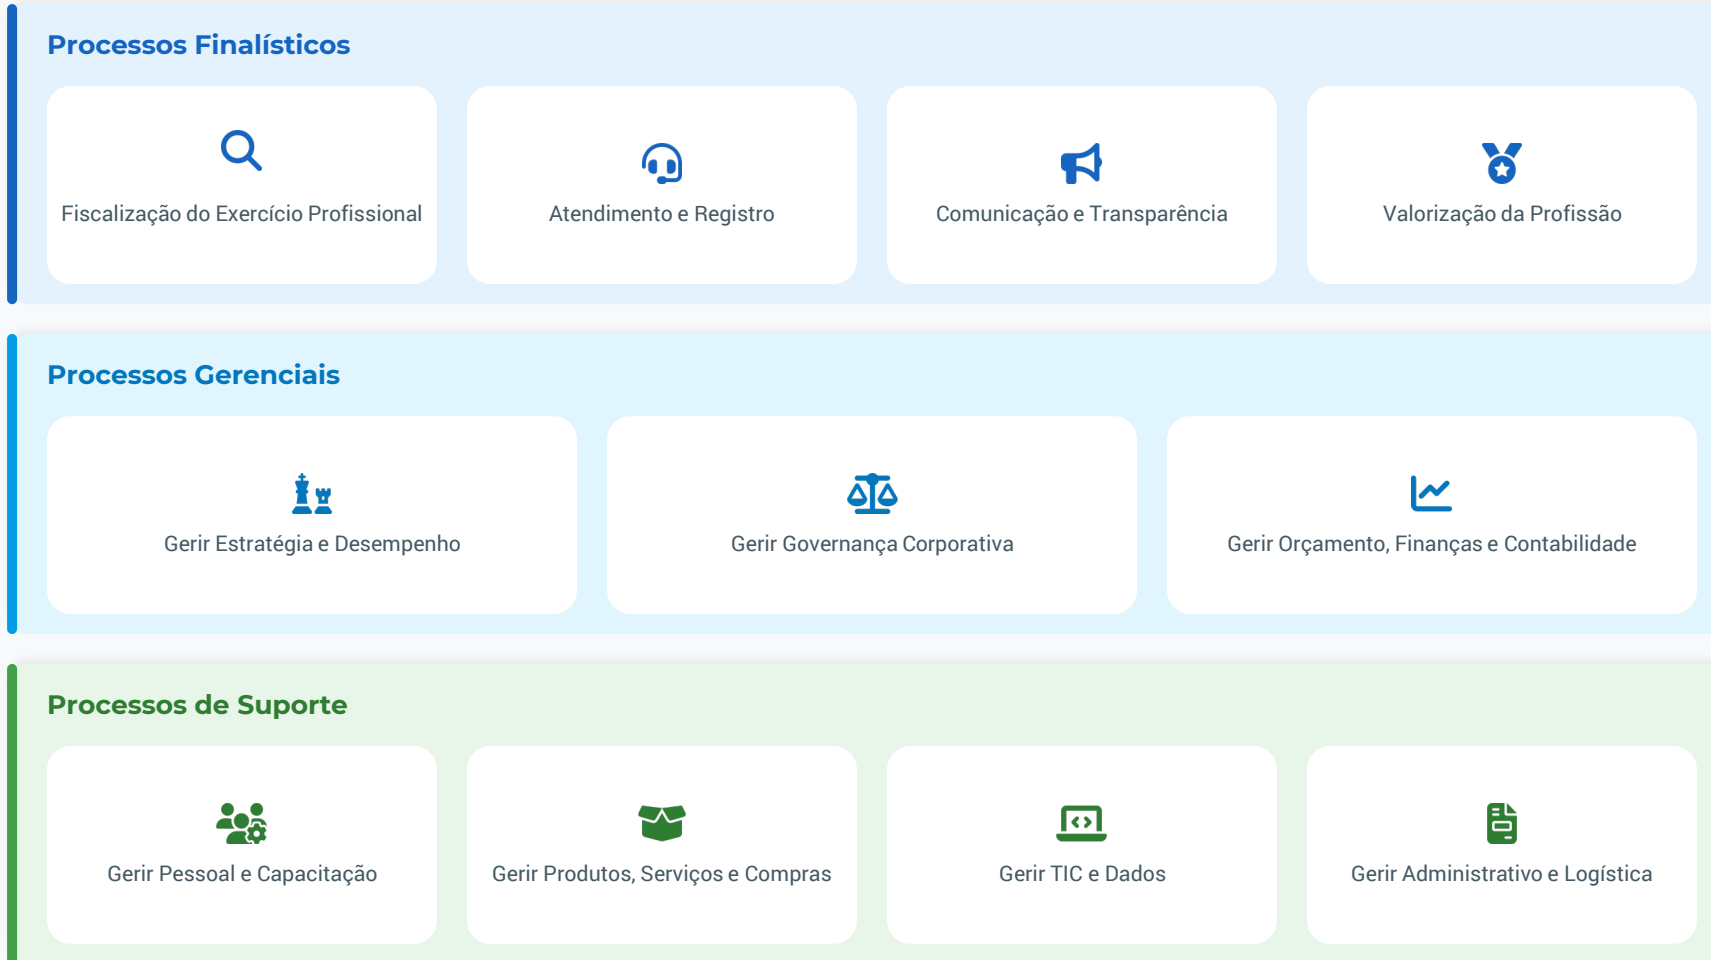 Processos Finalísticos
Fiscalização do Exercício Profissional
Atendimento e Registro
Comunicação e Transparência
Valorização da Profissão
Processos Gerenciais
Gerir Estratégia e Desempenho
Gerir Governança Corporativa
Gerir Orçamento, Finanças e Contabilidade
Processos de Suporte
Gerir Pessoal e Capacitação
Gerir Produtos, Serviços e Compras
Gerir TIC e Dados
Gerir Administrativo e Logística